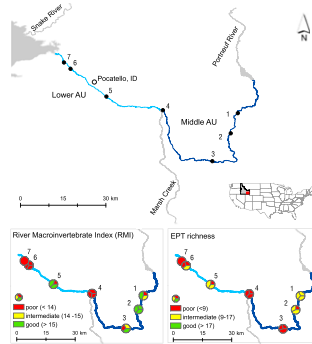 Snake River
Portneuf River
N
7
6
Pocatello, ID
5
Lower AU
4
Middle AU
1
2
3
Marsh Creek
0 15 30 km
River Macroinvertebrate Index (RMI)
7
6
5
4
1
2
3
poor (< 14)
intermediate (14 -15)
good (> 15)
0 15 30 km
EPT richness
7
6
5
4
1
2
3
poor (<9)
intermediate (9-17)
good (> 17)
0 15 30 km